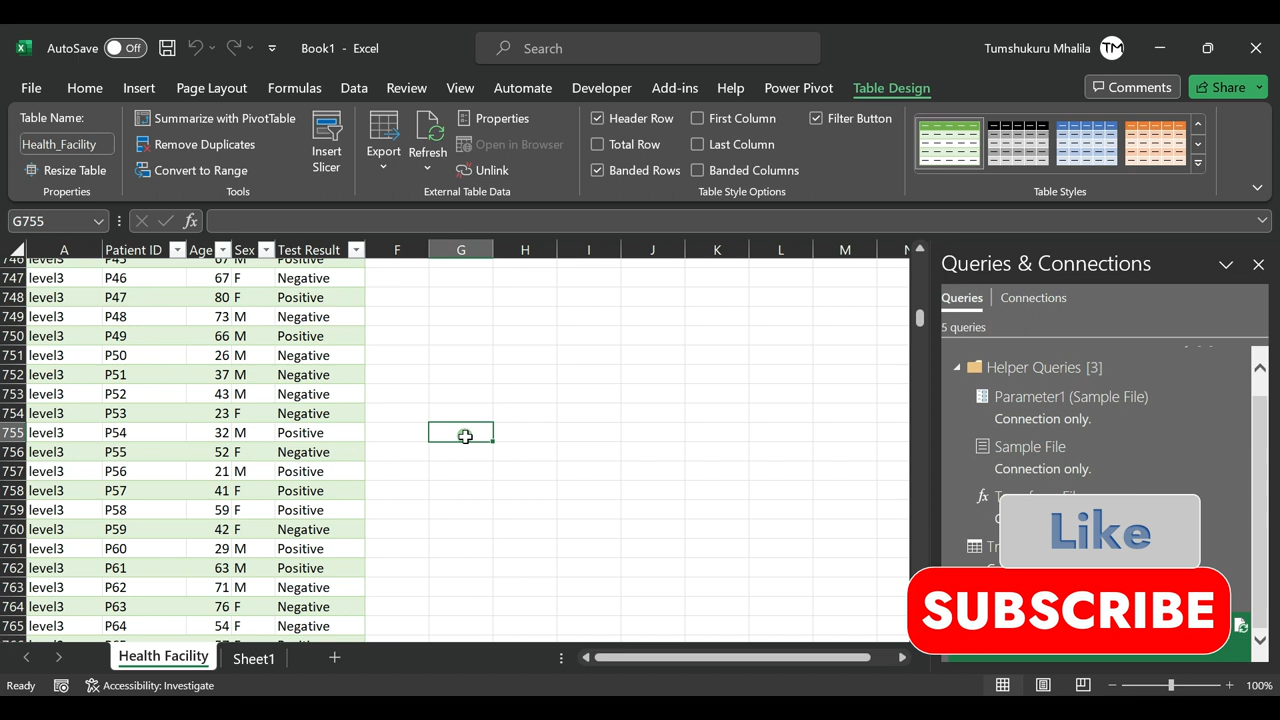 AutoSave Off Book1 - Excel Search Tumshukuru Mhalila TM
File Home Insert Page Layout Formulas Data Review View Automate Developer Add-ins Help Power Pivot Table Design Comments Share
Table Name:
Health_Facility
Resize Table
Properties
Summarize with PivotTable
Remove Duplicates
Convert to Range
Insert
Slicer
Tools
Export
Refresh
Properties
Open in Browser
Unlink
External Table Data
Header Row First Column Filter Button
Total Row Last Column
Banded Rows Banded Columns
Table Style Options
Table Styles
G755 fx
A Patient ID Age Sex Test Result F G H I J K L M
747 level3 P46 67 F Negative
748 level3 P47 80 F Positive
749 level3 P48 73 M Negative
750 level3 P49 66 M Positive
751 level3 P50 26 M Negative
752 level3 P51 37 M Negative
753 level3 P52 43 M Negative
754 level3 P53 23 F Negative
755 level3 P54 32 M Positive
756 level3 P55 52 F Negative
757 level3 P56 21 M Positive
758 level3 P57 41 F Positive
759 level3 P58 59 F Positive
760 level3 P59 42 F Negative
761 level3 P60 29 M Positive
762 level3 P61 63 M Positive
763 level3 P62 71 M Negative
764 level3 P63 76 F Negative
765 level3 P64 54 F Negative
Queries & Connections
Queries Connections
5 queries
Helper Queries [3]
Parameter1 (Sample File)
Connection only.
Sample File
Connection only.
fx
Like
SUBSCRIBE
Health Facility Sheet1
Ready Accessibility: Investigate 100%